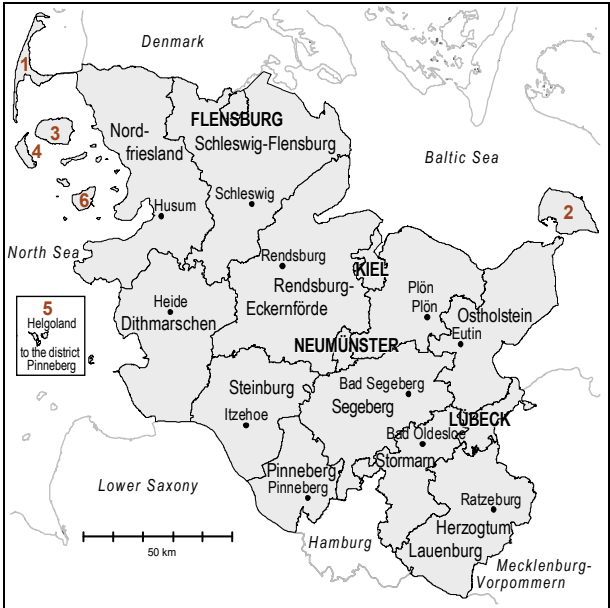 Denmark
1
FLENSBURG
Nord-
friesland
Schleswig-Flensburg
3
4
Baltic Sea
6
Schleswig
Husum
2
North Sea
Rendsburg
KIEL
Rendsburg-
Eckernförde
Plön
Plön
5
Helgoland
to the district
Pinneberg
Heide
Dithmarschen
Ostholstein
Eutin
NEUMÜNSTER
Steinburg
Bad Segeberg
Segeberg
Itzehoe
LÜBECK
Bad Oldesloe
Stormarn
Pinneberg
Pinneberg
Lower Savony
Ratzeburg
Herzogtum
Lauenburg
50 km
Hamburg
Mecklenburg-
Vorpommern